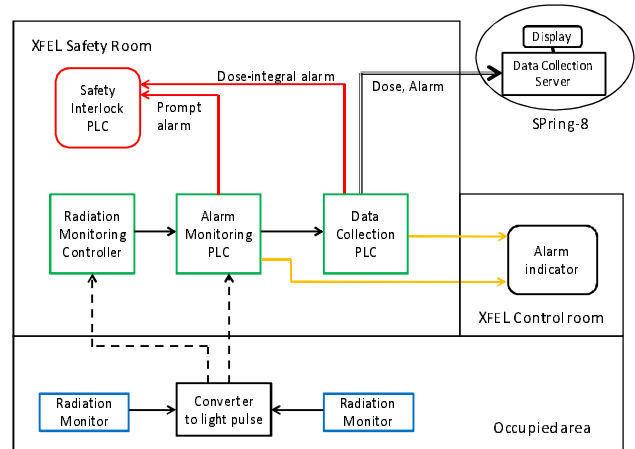 XFEL Safety Room
Display
Data Collection
Server
SPring-8
Dose-integral alarm
Dose, Alarm
Safety
Interlock
PLC
Prompt
alarm
Radiation
Monitoring
Controller
Alarm
Monitoring
PLC
Data
Collection
PLC
Alarm
indicator
XFEL Control room
Radiation
Monitor
Converter
to light pulse
Radiation
Monitor
Occupied area